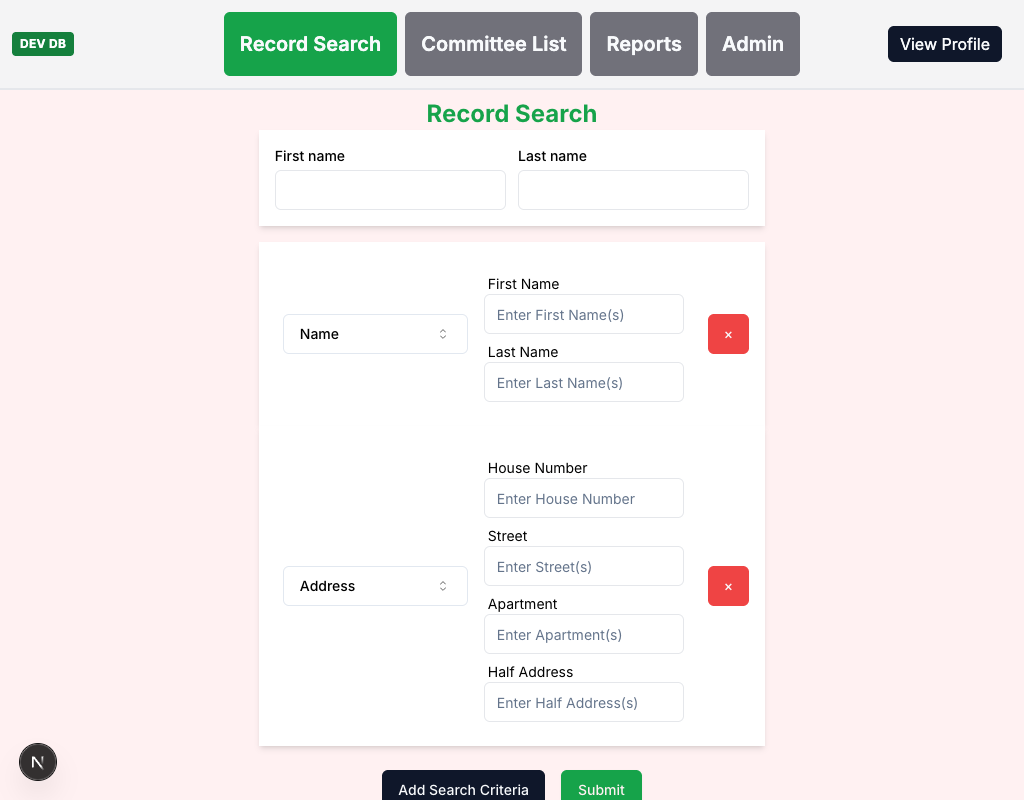 DEV DB
Record Search
Committee List
Reports
Admin
View Profile
Record Search
First name
Last name
First Name
Enter First Name(s)
Name
×
Last Name
Enter Last Name(s)
House Number
Enter House Number
Street
Enter Street(s)
Address
×
Apartment
Enter Apartment(s)
Half Address
Enter Half Address(s)
N
Add Search Criteria
Submit